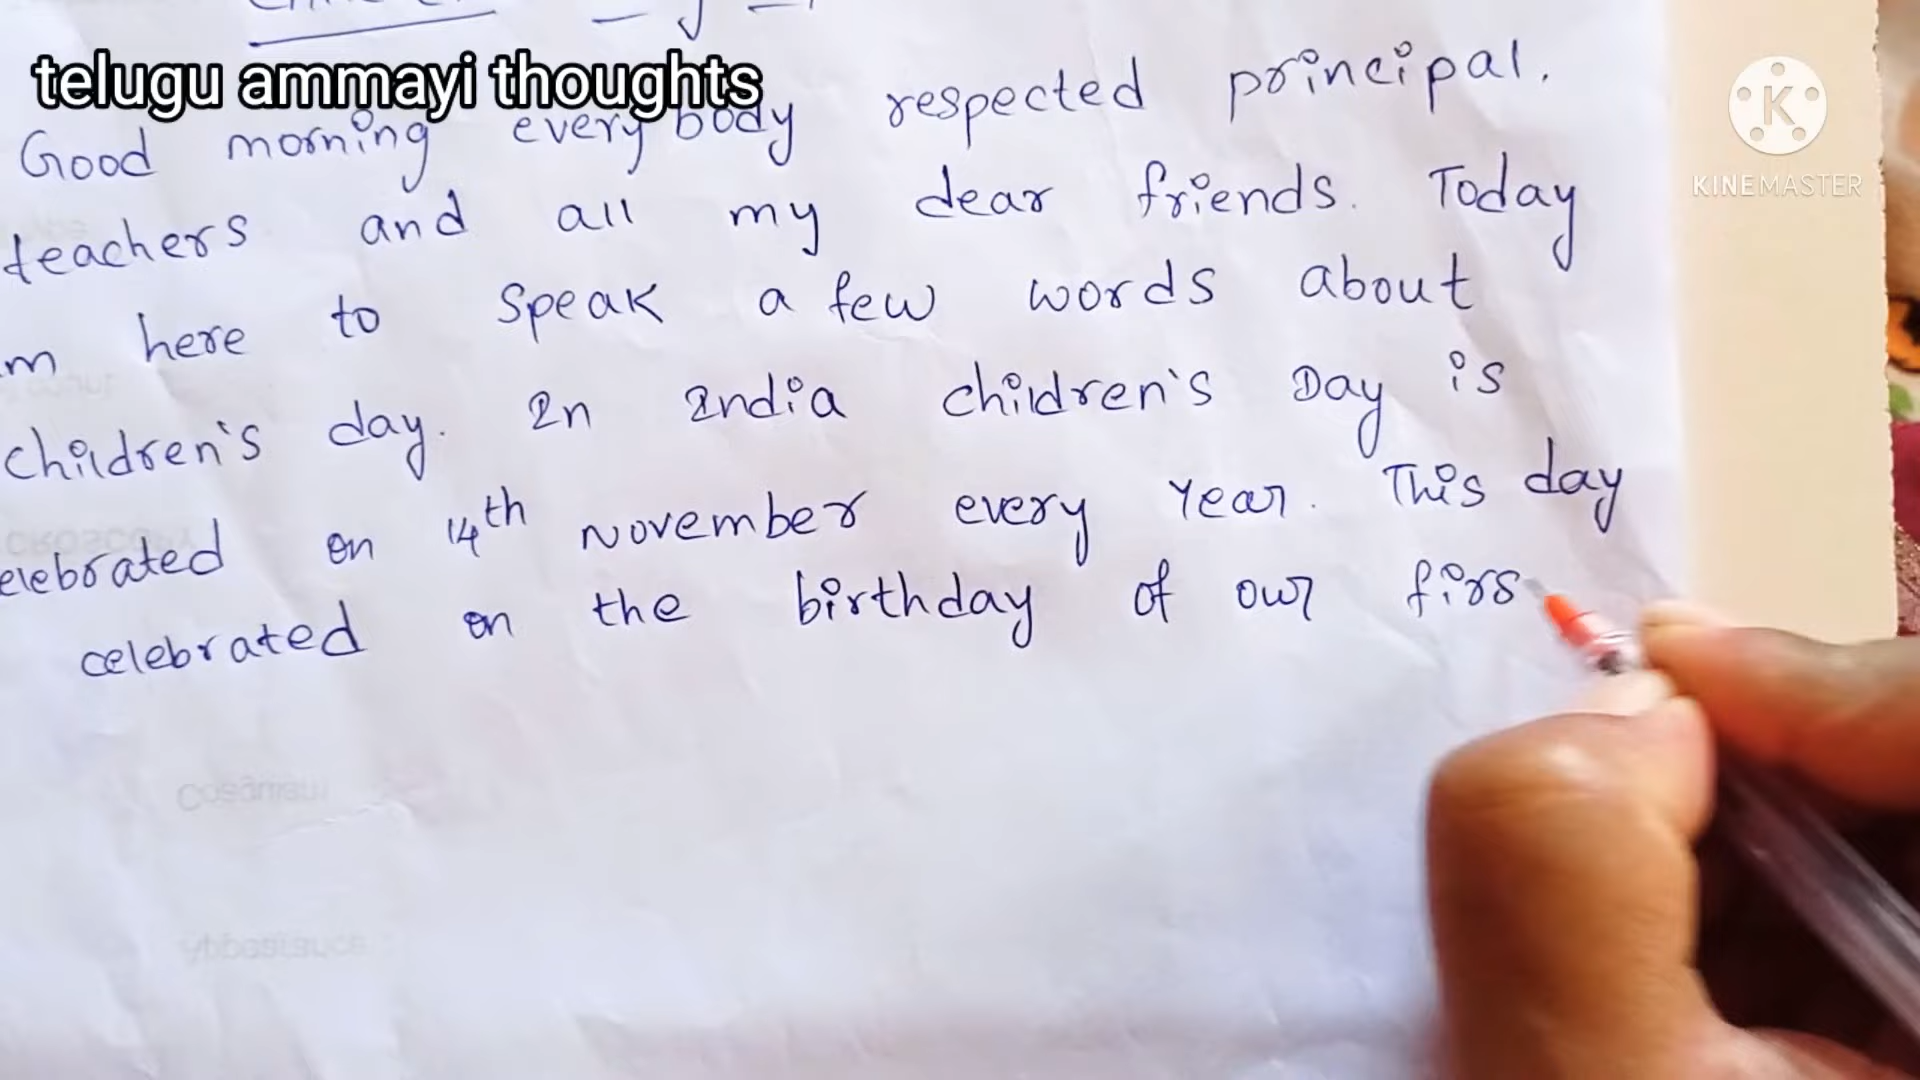 telugu ammayi thoughts
KINEMASTER
Good morning everybody respected principal.
teachers and all my dear friends. Today
m here to speak a few words about
children's day. In India children's Day is
elebrated on 14th November every Year. This day
celebrated on the birthday of our firs